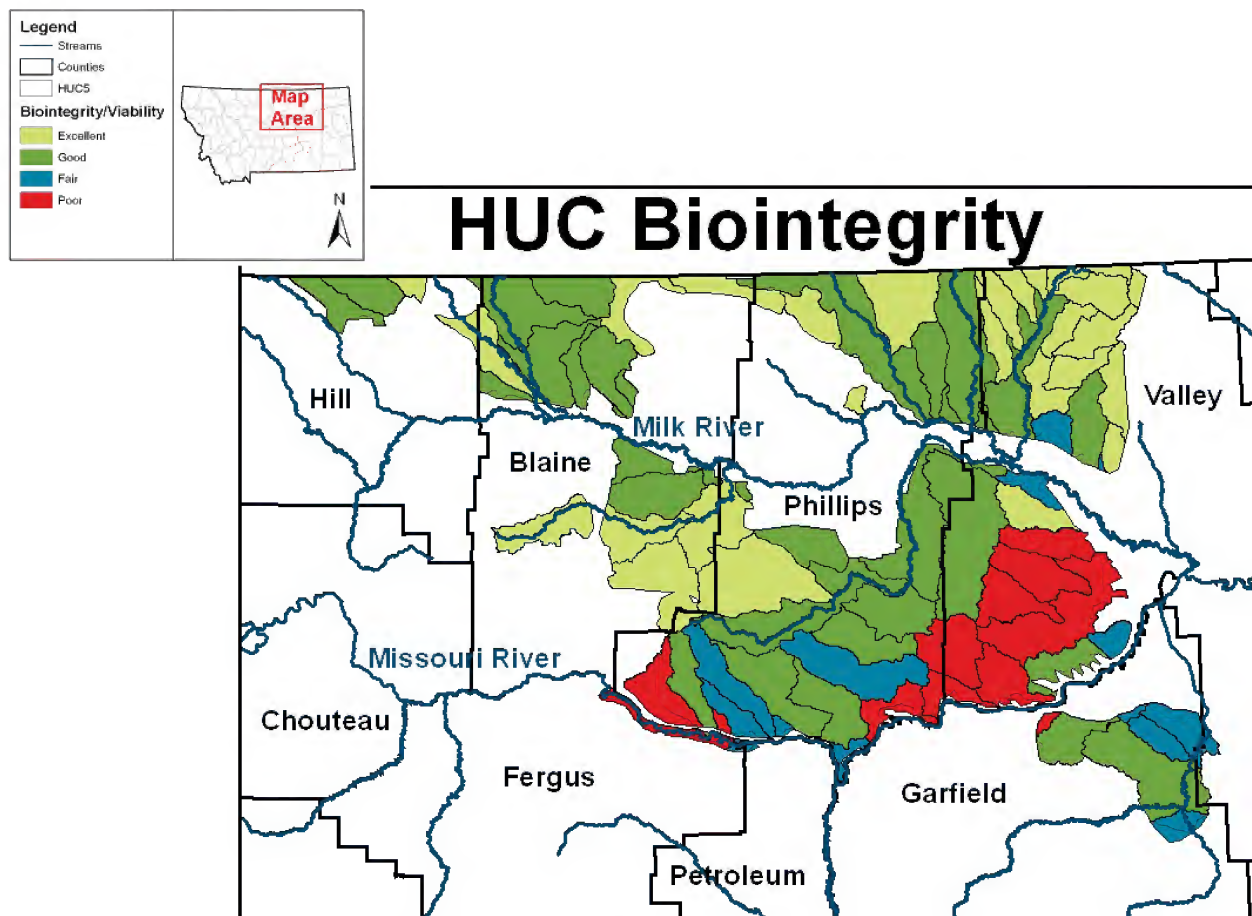 Legend
Streams
Counties
HUC5
Biointegrity/Viability
Excellent
Good
Fair
Poor
Map
Area
N
HUC Biointegrity
Hill
Valley
Milk River
Blaine
Phillips
Missouri River
Chouteau
Fergus
Garfield
Petroleum